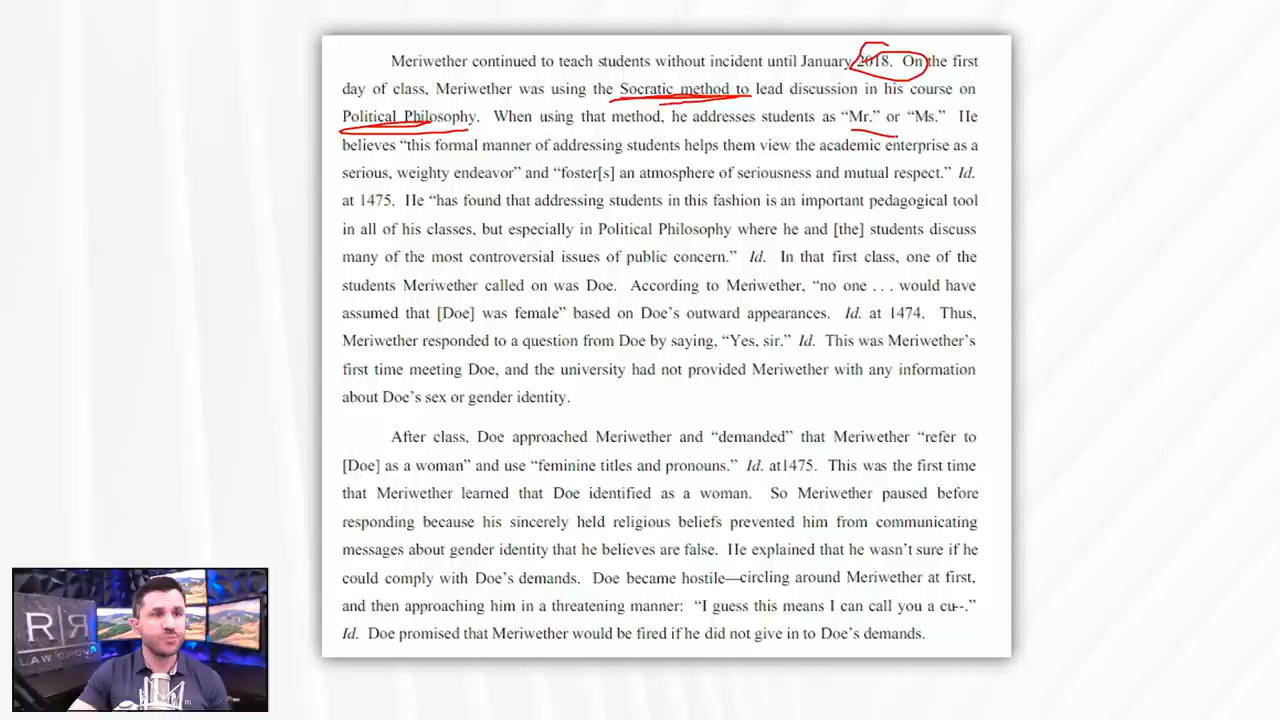 Meriwether continued to teach students without incident until January 2018. On the first
day of class, Meriwether was using the Socratic method to lead discussion in his course on
Political Philosophy. When using that method, he addresses students as “Mr.” or “Ms.” He
believes “this formal manner of addressing students helps them view the academic enterprise as a
serious, weighty endeavor” and “foster[s] an atmosphere of seriousness and mutual respect.” Id.
at 1475. He “has found that addressing students in this fashion is an important pedagogical tool
in all of his classes, but especially in Political Philosophy where he and [the] students discuss
many of the most controversial issues of public concern.” Id. In that first class, one of the
students Meriwether called on was Doe. According to Meriwether, “no one . . . would have
assumed that [Doe] was female” based on Doe’s outward appearances. Id. at 1474. Thus,
Meriwether responded to a question from Doe by saying, “Yes, sir.” Id. This was Meriwether’s
first time meeting Doe, and the university had not provided Meriwether with any information
about Doe’s sex or gender identity.
After class, Doe approached Meriwether and “demanded” that Meriwether “refer to
[Doe] as a woman” and use “feminine titles and pronouns.” Id. at1475. This was the first time
that Meriwether learned that Doe identified as a woman. So Meriwether paused before
responding because his sincerely held religious beliefs prevented him from communicating
messages about gender identity that he believes are false. He explained that he wasn’t sure if he
could comply with Doe’s demands. Doe became hostile—circling around Meriwether at first,
and then approaching him in a threatening manner: “I guess this means I can call you a cu--.”
Id. Doe promised that Meriwether would be fired if he did not give in to Doe’s demands.
R R
LAW GROUP